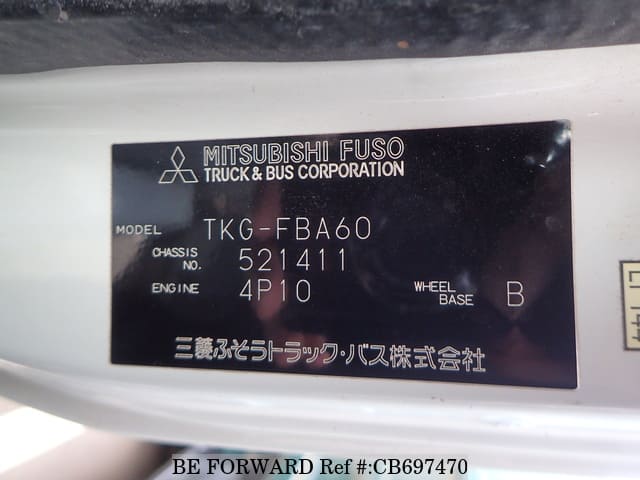 MITSUBISHI FUSO
TRUCK & BUS CORPORATION
MODEL TKG-FBA60
CHASSIS NO. 521411
ENGINE 4P10 WHEEL BASE B
三菱ふそうトラック・バス株式会社
BE FORWARD Ref #:CB697470